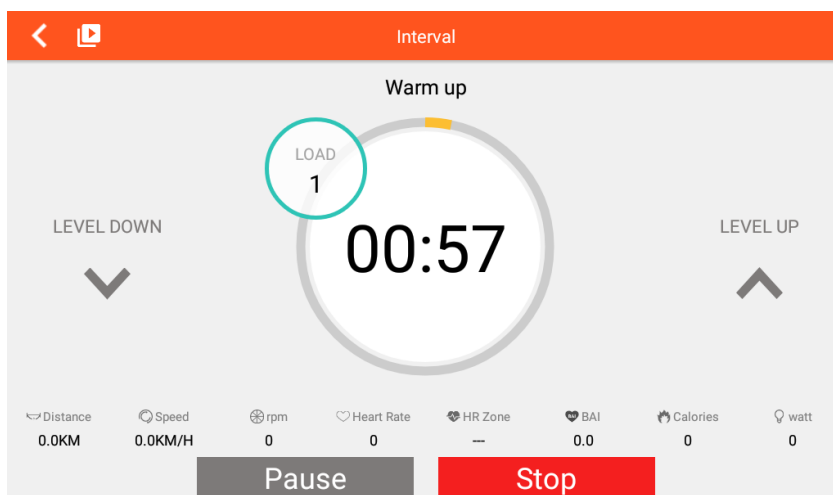 Interval
Warm up
LOAD
1
00:57
LEVEL DOWN
LEVEL UP
Distance Speed rpm Heart Rate HR Zone BAI Calories watt
0.0KM 0.0KM/H 0 0 --- 0.0 0 0
Pause Stop